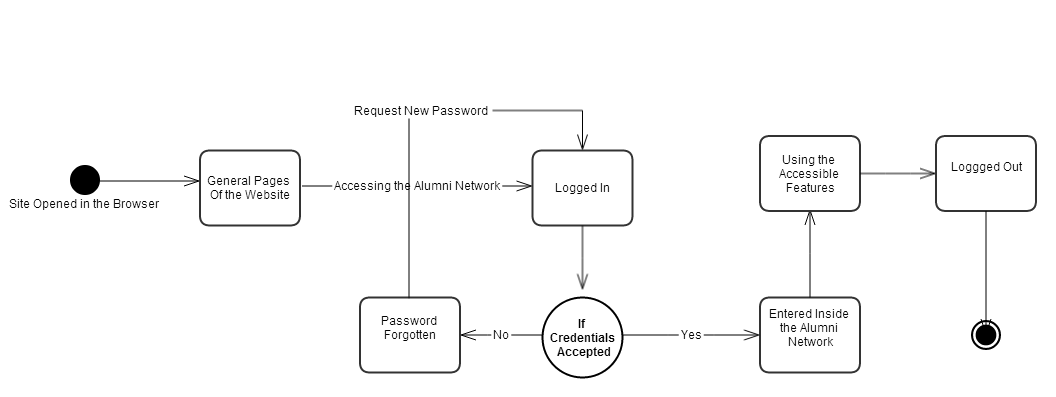 Request New Password
General Pages
Of the Website
Accessing the Alumni Network
Logged In
Using the
Accessible
Features
Loggged Out
Site Opened in the Browser
Password
Forgotten
No
If
Credentials
Accepted
Yes
Entered Inside
the Alumni
Network